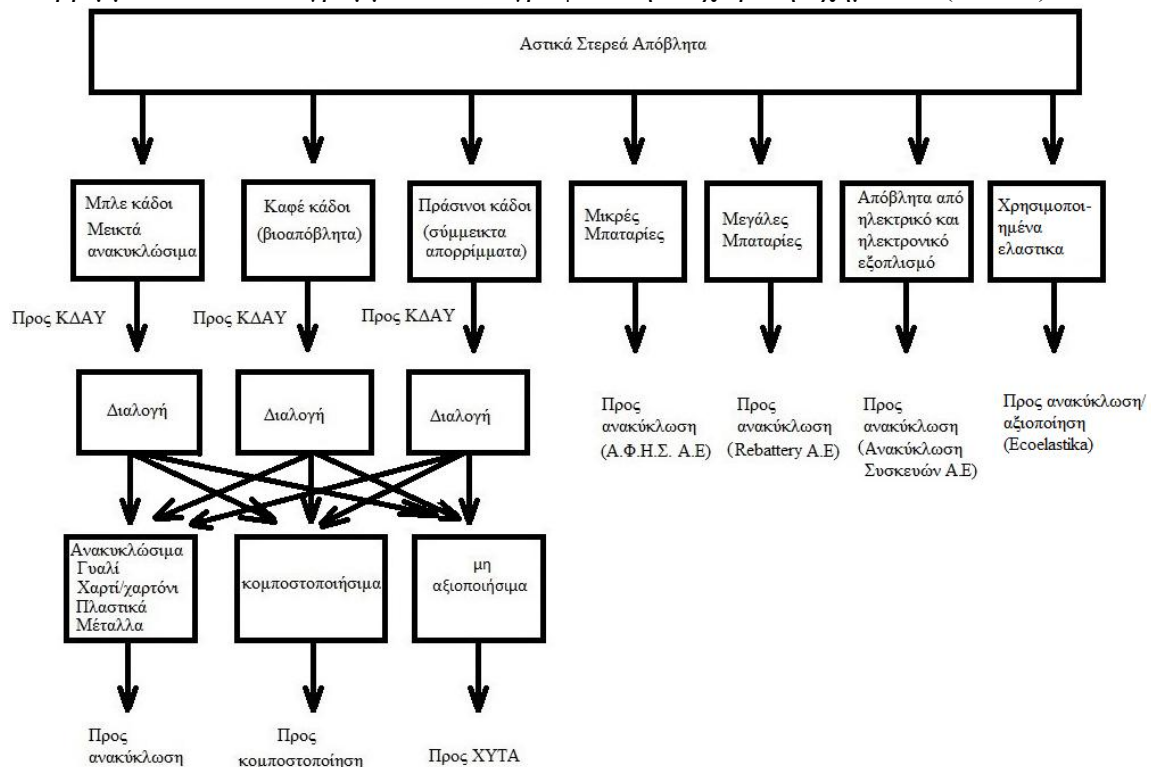 Αστικά Στερεά Απόβλητα
Μπλε κάδοι
Μεικτά
ανακυκλώσιμα
Καφέ κάδοι
(βιοαπόβλητα)
Πράσινοι κάδοι
(σύμμεικτα
απορρίμματα)
Μικρές
Μπαταρίες
Μεγάλες
Μπαταρίες
Απόβλητα από
ηλεκτρικό και
ηλεκτρονικό
εξοπλισμό
Χρησιμοποι-
ημένα
ελαστικα
Προς ΚΔΑΥ
Προς ΚΔΑΥ
Προς ΚΔΑΥ
Διαλογή
Διαλογή
Διαλογή
Προς
ανακύκλωση
(Α.Φ.Η.Σ. Α.Ε)
Προς
ανακύκλωση
(Rebattery Α.Ε)
Προς
ανακύκλωση
(Ανακύκλωση
Συσκευών Α.Ε)
Προς ανακύκλωση/
αξιοποίηση
(Ecoelastika)
Ανακυκλώσιμα
Γυαλί
Χαρτί/χαρτόνι
Πλαστικά
Μέταλλα
κομποστοποιήσιμα
μη
αξιοποιήσιμα
Προς
ανακύκλωση
Προς
κομποστοποίηση
Προς ΧΥΤΑ